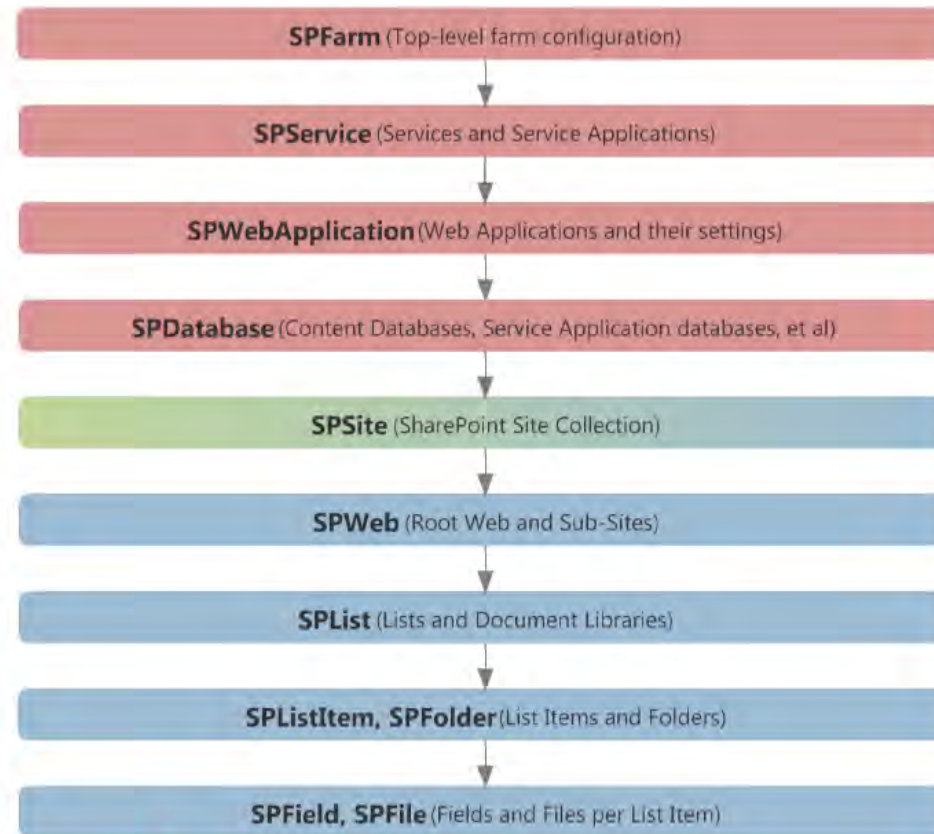 SPFarm (Top-level farm configuration)
SPService (Services and Service Applications)
SPWebApplication (Web Applications and their settings)
SPDatabase (Content Databases, Service Application databases, et al)
SPSite (SharePoint Site Collection)
SPWeb (Root Web and Sub-Sites)
SPList (Lists and Document Libraries)
SPListItem, SPFolder (List Items and Folders)
SPField, SPFile (Fields and Files per List Item)